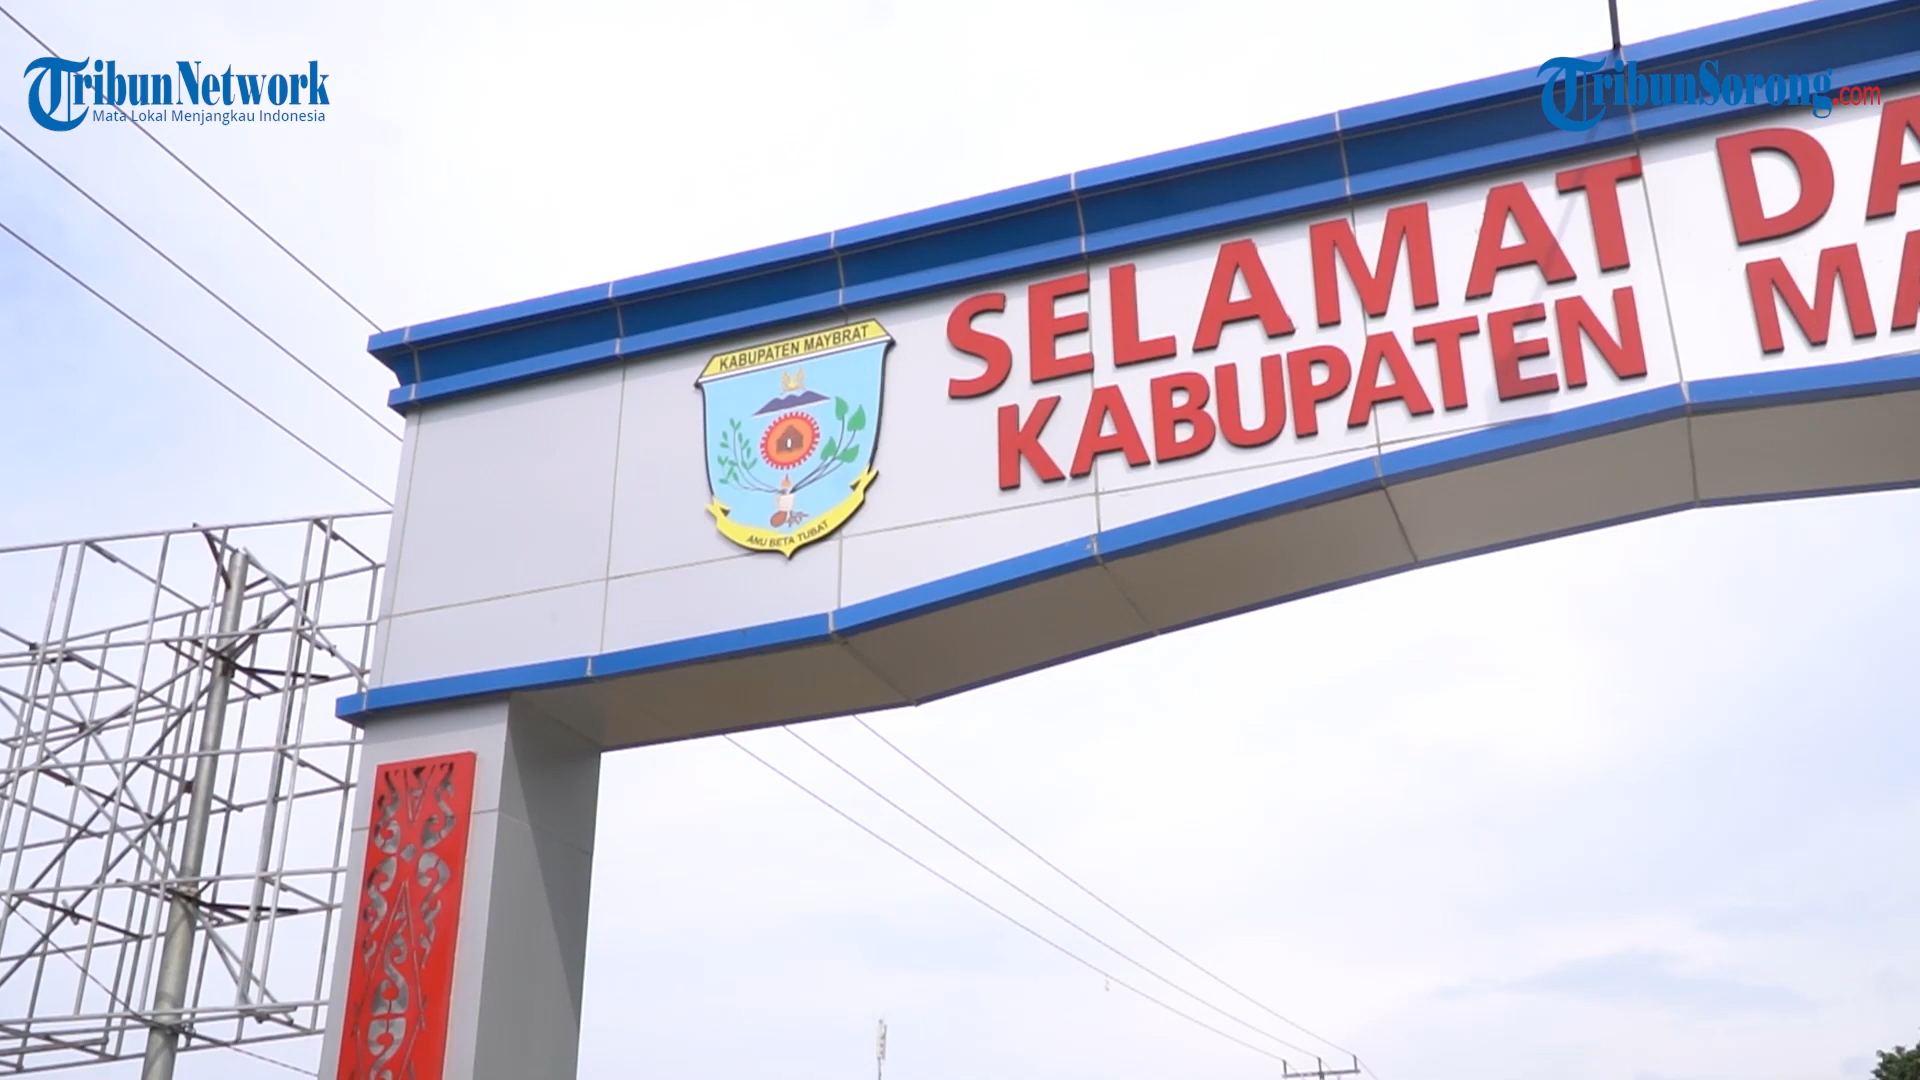 TribunNetwork
Mata Lokal Menjangkau Indonesia
TribunSorong.com
SELAMAT DA
KABUPATEN MA
KABUPATEN MAYBRAT
ANU BETA TUBAT